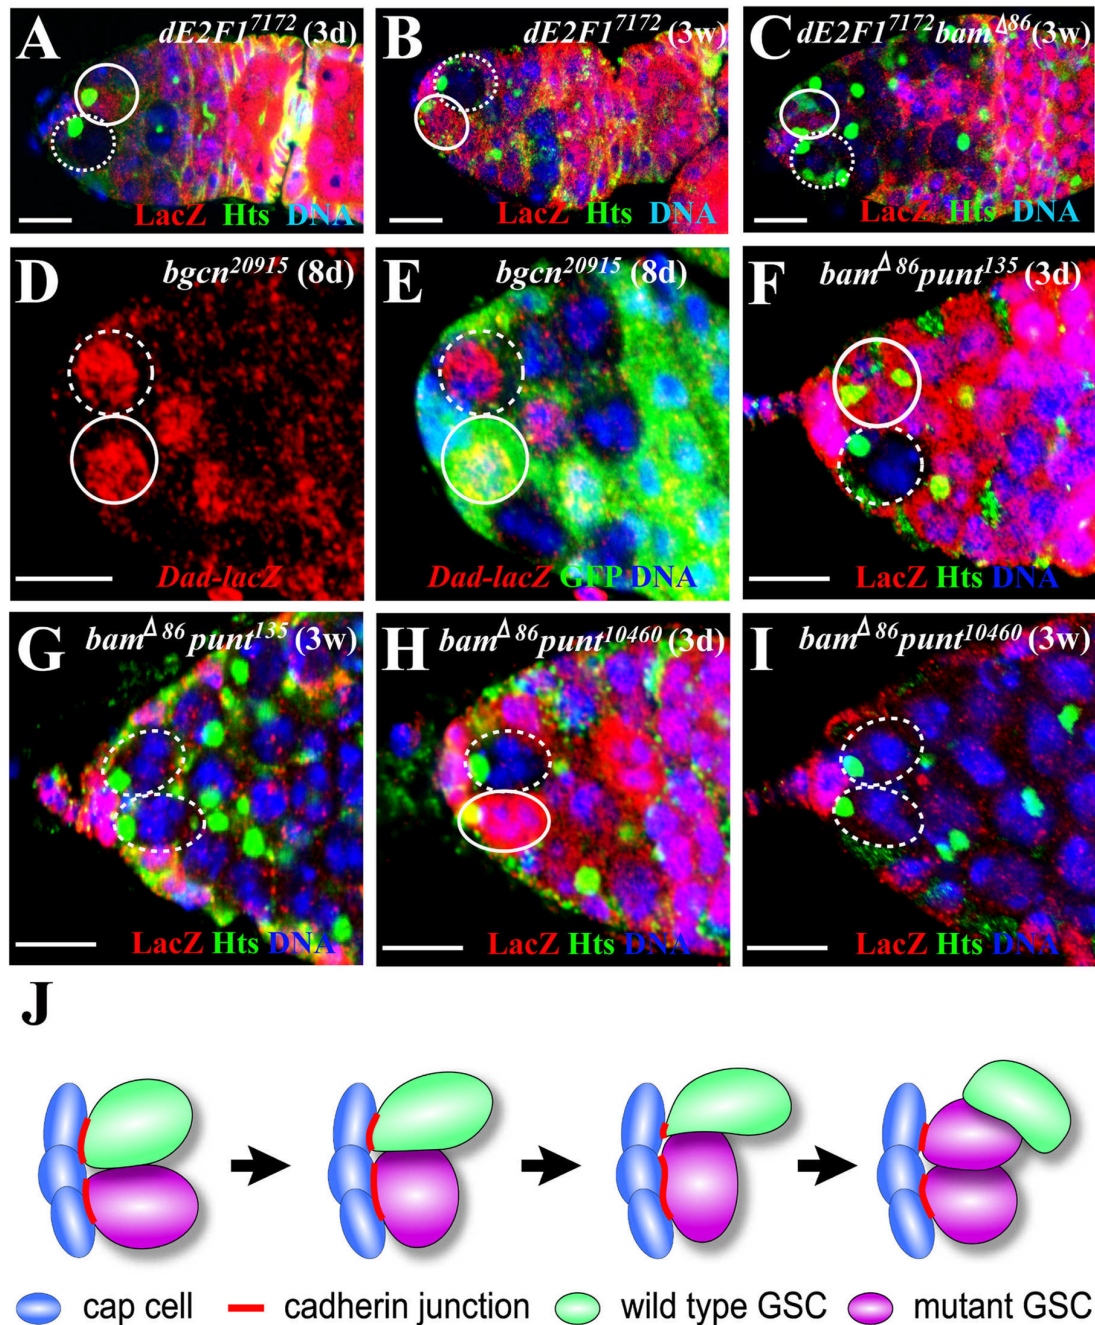 A dE2F1^7172 (3d)
LacZ Hts DNA
B dE2F1^7172 (3w)
LacZ Hts DNA
C dE2F1^7172 bam^Δ86 (3w)
LacZ Hts DNA
D bgcn^20915 (8d)
Dad-lacZ
E bgcn^20915 (8d)
Dad-lacZ GFP DNA
F bam^Δ86 punt^135 (3d)
LacZ Hts DNA
G bam^Δ86 punt^135 (3w)
LacZ Hts DNA
H bam^Δ86 punt^10460 (3d)
LacZ Hts DNA
I bam^Δ86 punt^10460 (3w)
LacZ Hts DNA
J
cap cell cadherin junction wild type GSC mutant GSC